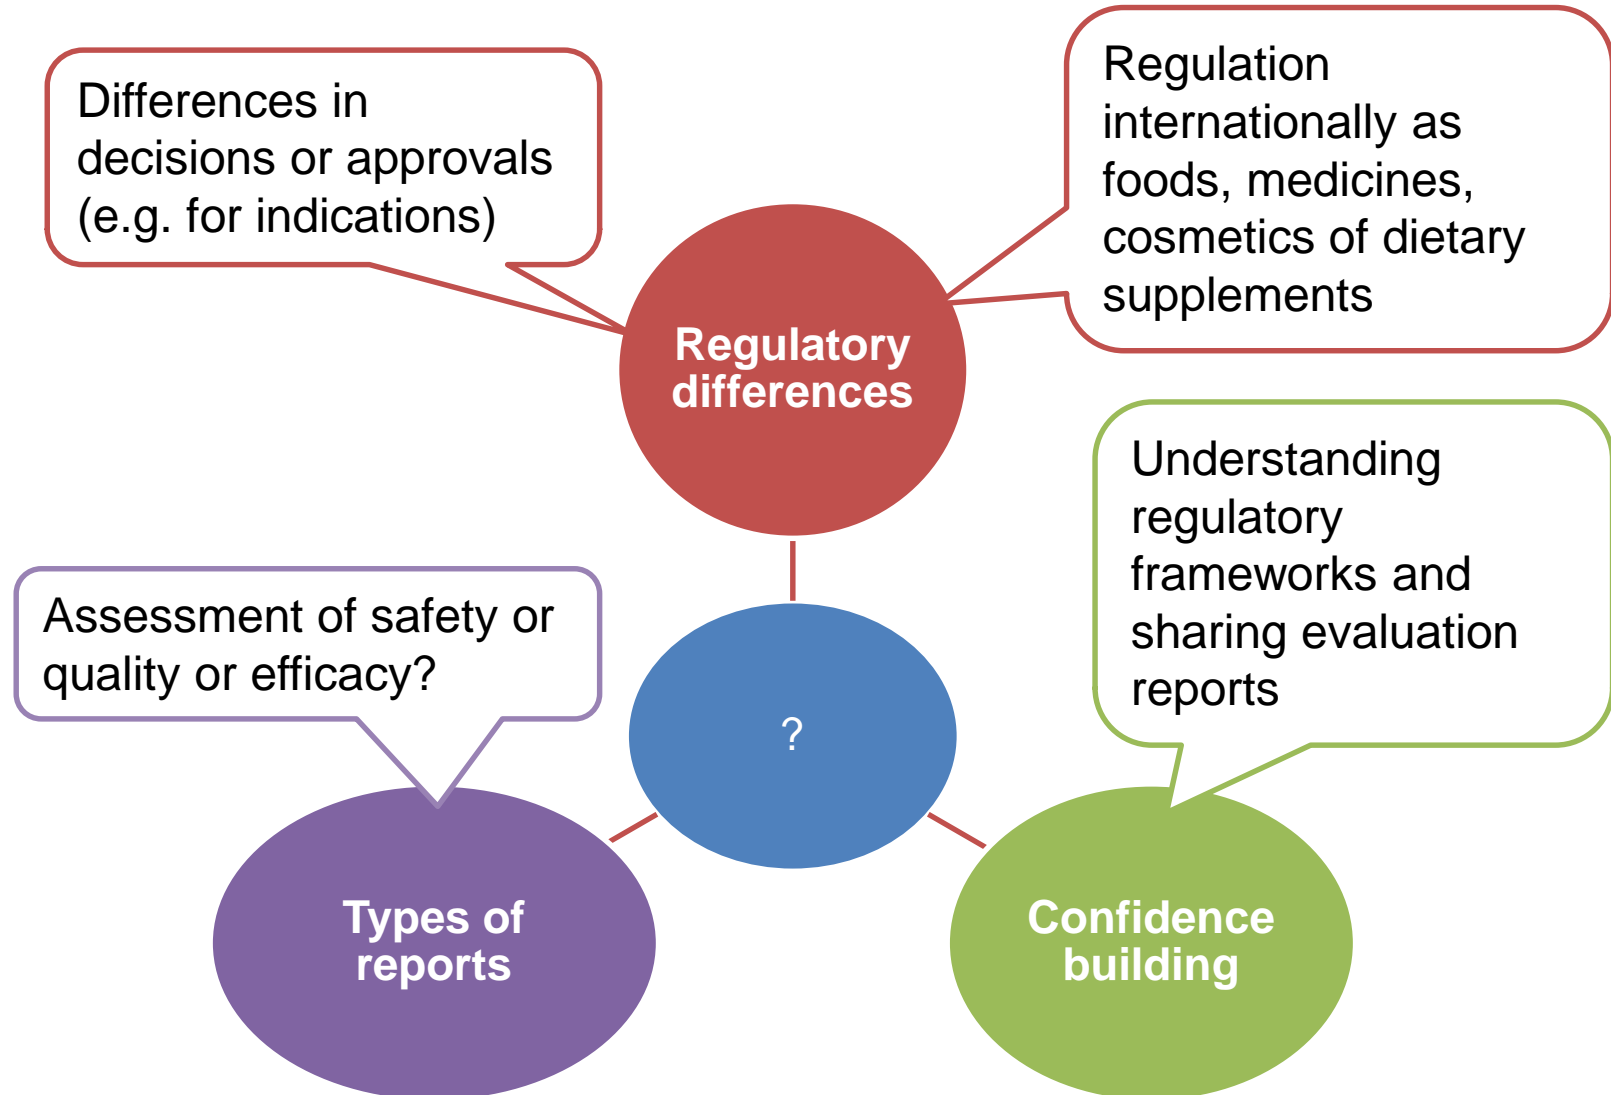 Differences in
decisions or approvals
(e.g. for indications)
Regulation
internationally as
foods, medicines,
cosmetics of dietary
supplements
Regulatory
differences
Understanding
regulatory
frameworks and
sharing evaluation
reports
Assessment of safety or
quality or efficacy?
?
Types of
reports
Confidence
building